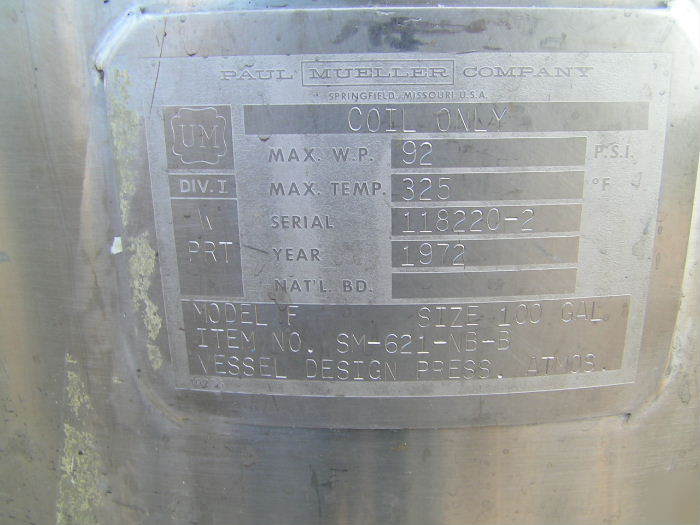 PAUL MUELLER COMPANY
SPRINGFIELD, MISSOURI U.S.A.
COIL ONLY
UM
MAX. W.P. 92 P.S.I.
DIV. I MAX. TEMP. 325 °F
W SERIAL 118220-2
PRT YEAR 1972
NAT'L. BD.
MODEL F SIZE 100 GAL
ITEM NO. SM-621-NB-B
VESSEL DESIGN PRESS. ATMOS.